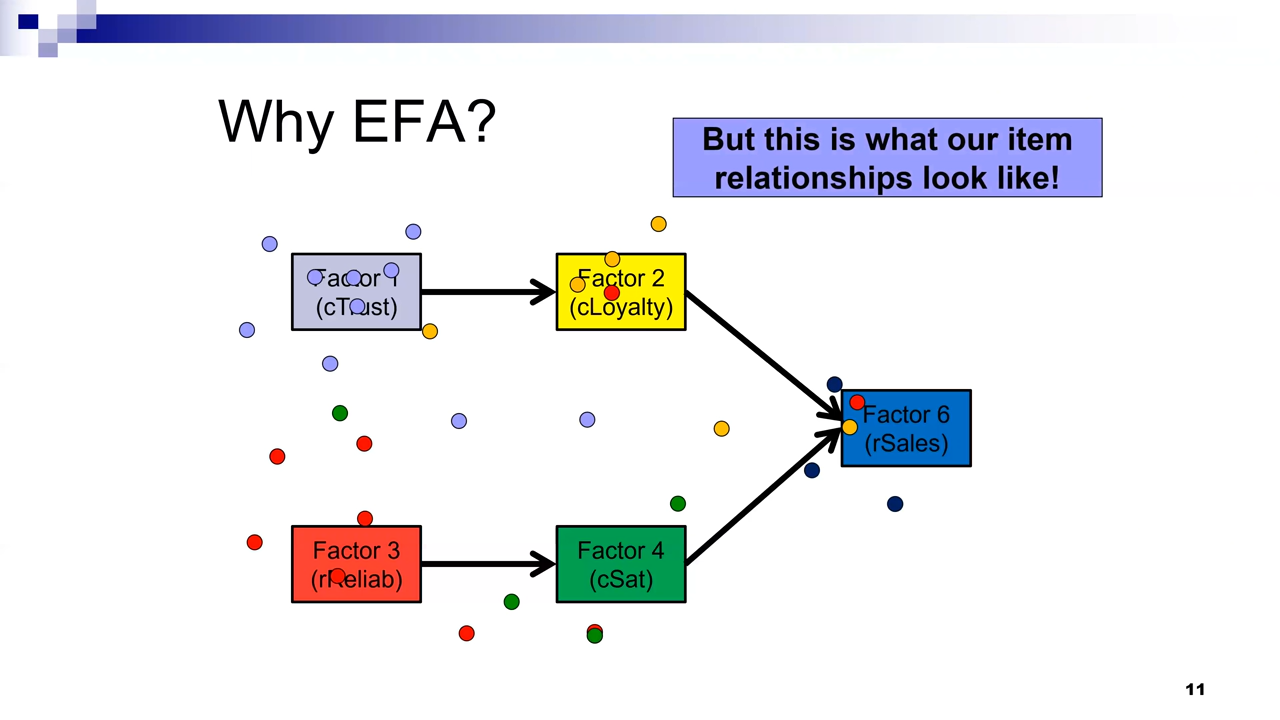 Why EFA?
But this is what our item
relationships look like!
Factor 1
(cTrust)
Factor 2
(cLoyalty)
Factor 6
(rSales)
Factor 3
(rReliab)
Factor 4
(cSat)
11